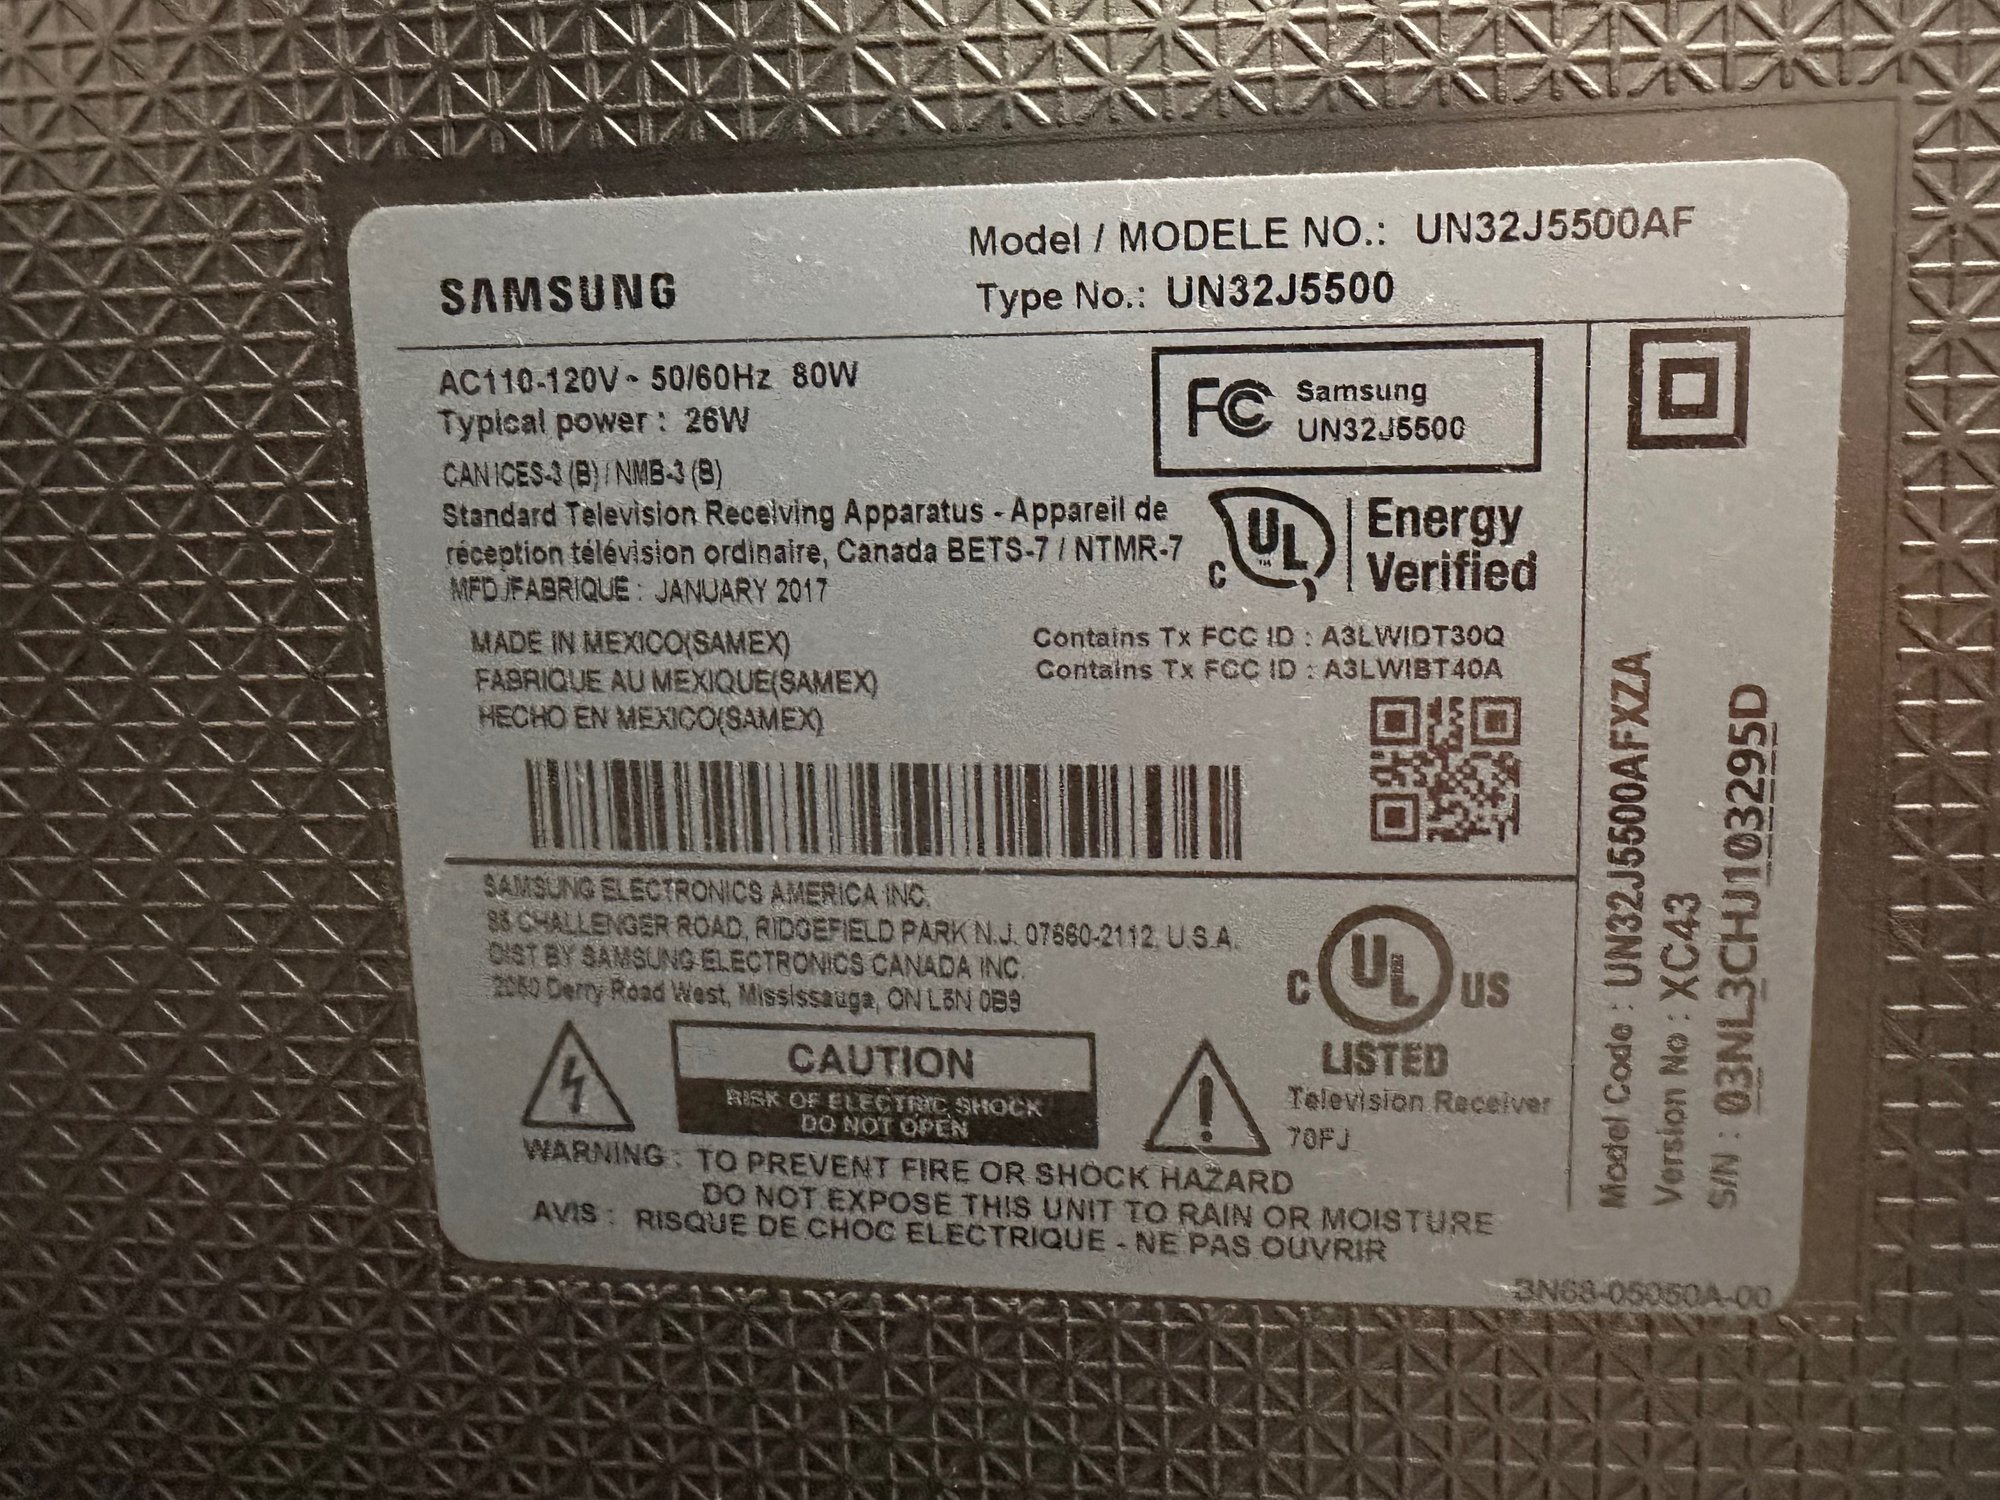 SAMSUNG
Model / MODELE NO.: UN32J5500AF
Type No.: UN32J5500
AC110-120V~ 50/60Hz 80W
Typical power : 26W
CAN ICES-3 (B) / NMB-3 (B)
Standard Television Receiving Apparatus - Appareil de
réception télévision ordinaire, Canada BETS-7 / NTMR-7
MFD./FABRIQUE : JANUARY 2017
MADE IN MEXICO(SAMEX)
FABRIQUE AU MEXIQUE(SAMEX)
HECHO EN MEXICO(SAMEX)
FC Samsung
UN32J5500
C UL Energy
Verified
Contains Tx FCC ID : A3LWIDT30Q
Contains Tx FCC ID : A3LWIBT40A
SAMSUNG ELECTRONICS AMERICA INC.
85 CHALLENGER ROAD, RIDGEFIELD PARK N.J. 07660-2112, U.S.A.
DIST BY SAMSUNG ELECTRONICS CANADA INC.
2050 Derry Road West, Mississauga, ON L5N 0B9
C UL US
LISTED
Television Receiver
70FJ
CAUTION
RISK OF ELECTRIC SHOCK
DO NOT OPEN
WARNING : TO PREVENT FIRE OR SHOCK HAZARD
DO NOT EXPOSE THIS UNIT TO RAIN OR MOISTURE
AVIS : RISQUE DE CHOC ELECTRIQUE - NE PAS OUVRIR
Model Code : UN32J5500AFXZA
Version No : XC43
S/N : 03NL3CHJ103295D
BN68-05050A-00